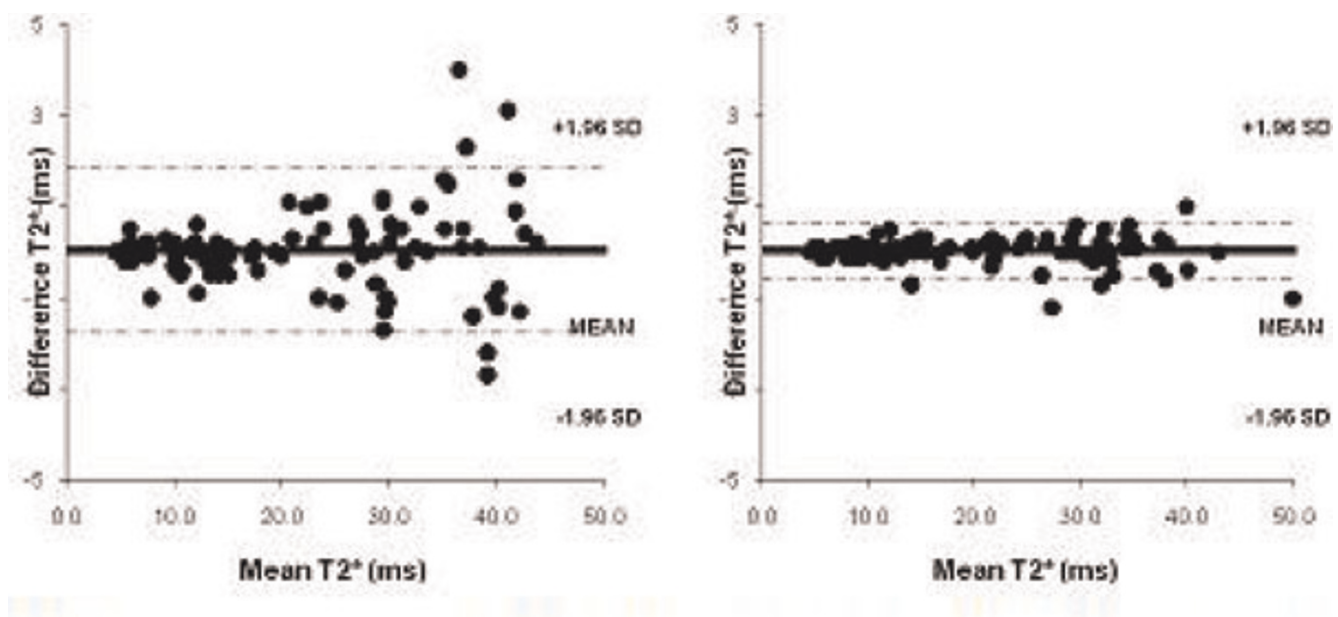 5
3
-1
-5
Difference T2* (ms)
+1.96 SD
MEAN
-1.96 SD
0.0 10.0 20.0 30.0 40.0 50.0
Mean T2* (ms)
5
3
-1
-5
Difference T2* (ms)
+1.96 SD
MEAN
-1.96 SD
0.0 10.0 20.0 30.0 40.0 50.0
Mean T2* (ms)